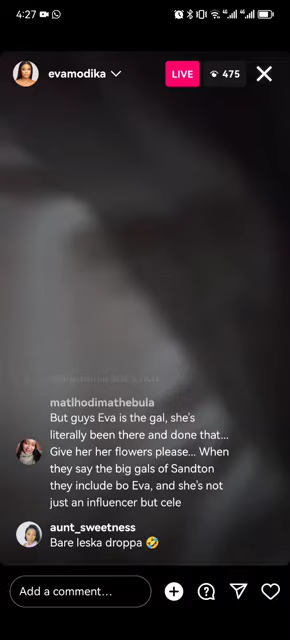 4:27
evamodika
LIVE
475
matlhodimathebula
But guys Eva is the gal, she's
literally been there and done that...
Give her her flowers please... When
they say the big gals of Sandton
they include bo Eva, and she's not
just an influencer but cele
aunt_sweetness
Bare leska droppa 🤣
Add a comment...